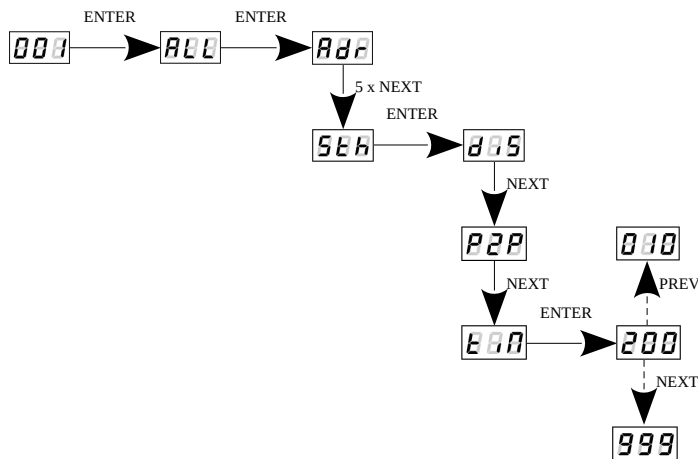 ENTER
ENTER
001
ALL
Adr
5 x NEXT
ENTER
Sth
diS
NEXT
P2P
010
NEXT
PREV
ENTER
tiM
200
NEXT
999